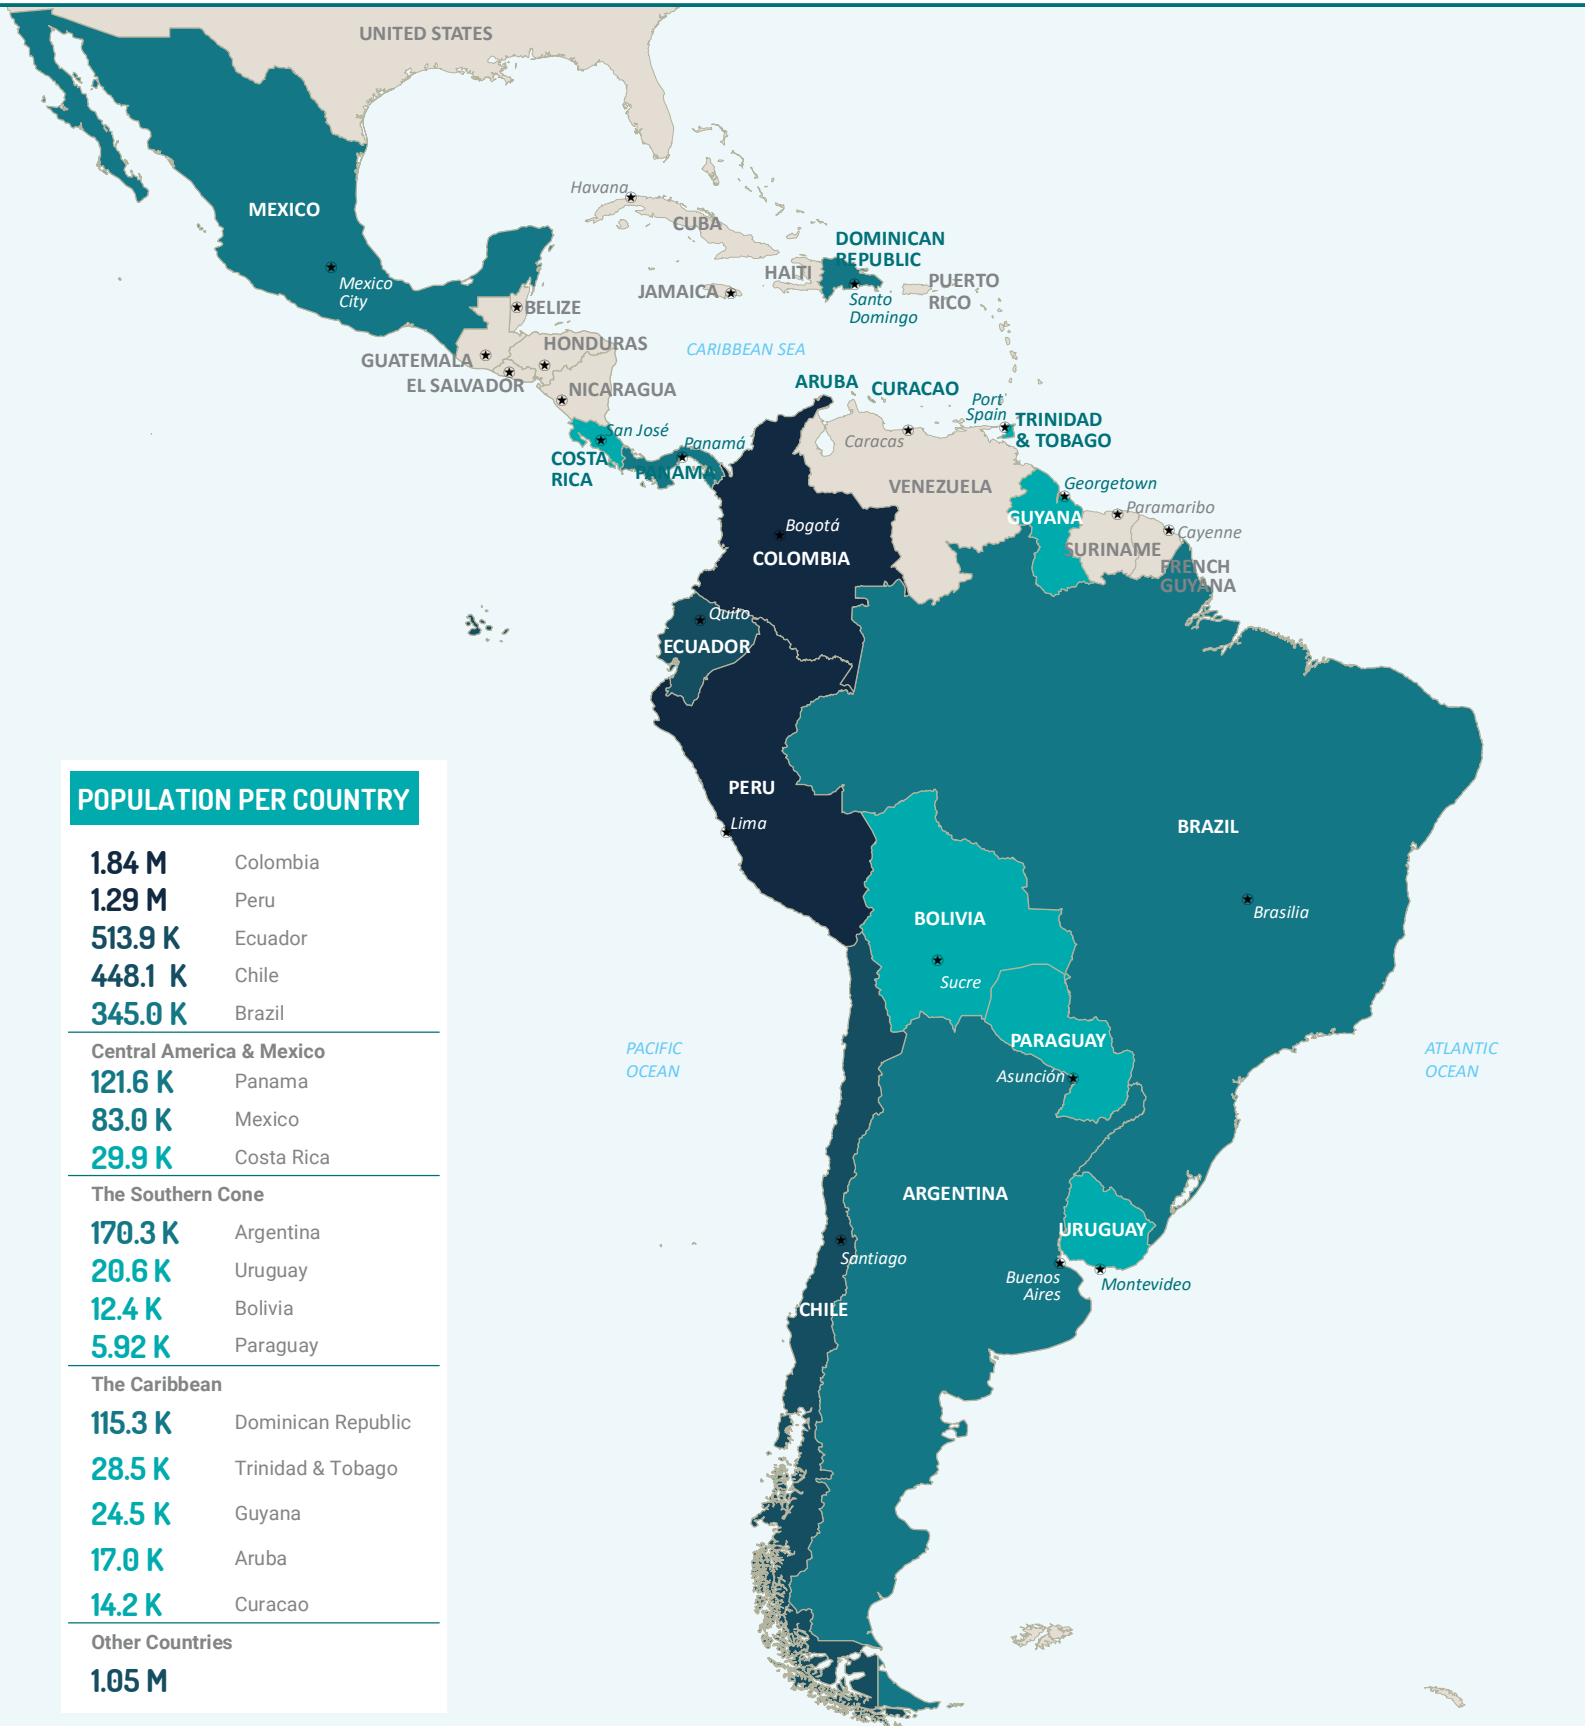 UNITED STATES
MEXICO
Mexico
City
Havana
CUBA
DOMINICAN
REPUBLIC
HAITI
JAMAICA
PUERTO
RICO
Santo
Domingo
BELIZE
HONDURAS
GUATEMALA
EL SALVADOR
NICARAGUA
CARIBBEAN SEA
ARUBA
CURACAO
Port
Spain
TRINIDAD
& TOBAGO
San José
COSTA
RICA
Panamá
PANAMA
Caracas
VENEZUELA
Georgetown
GUYANA
Paramaribo
Cayenne
SURINAME
FRENCH
GUYANA
Bogotá
COLOMBIA
Quito
ECUADOR
PERU
Lima
BRAZIL
Brasilia
BOLIVIA
Sucre
PARAGUAY
Asunción
PACIFIC
OCEAN
ATLANTIC
OCEAN
ARGENTINA
URUGUAY
Santiago
Buenos
Aires
Montevideo
CHILE
POPULATION PER COUNTRY
1.84 M Colombia
1.29 M Peru
513.9 K Ecuador
448.1 K Chile
345.0 K Brazil
Central America & Mexico
121.6 K Panama
83.0 K Mexico
29.9 K Costa Rica
The Southern Cone
170.3 K Argentina
20.6 K Uruguay
12.4 K Bolivia
5.92 K Paraguay
The Caribbean
115.3 K Dominican Republic
28.5 K Trinidad & Tobago
24.5 K Guyana
17.0 K Aruba
14.2 K Curacao
Other Countries
1.05 M